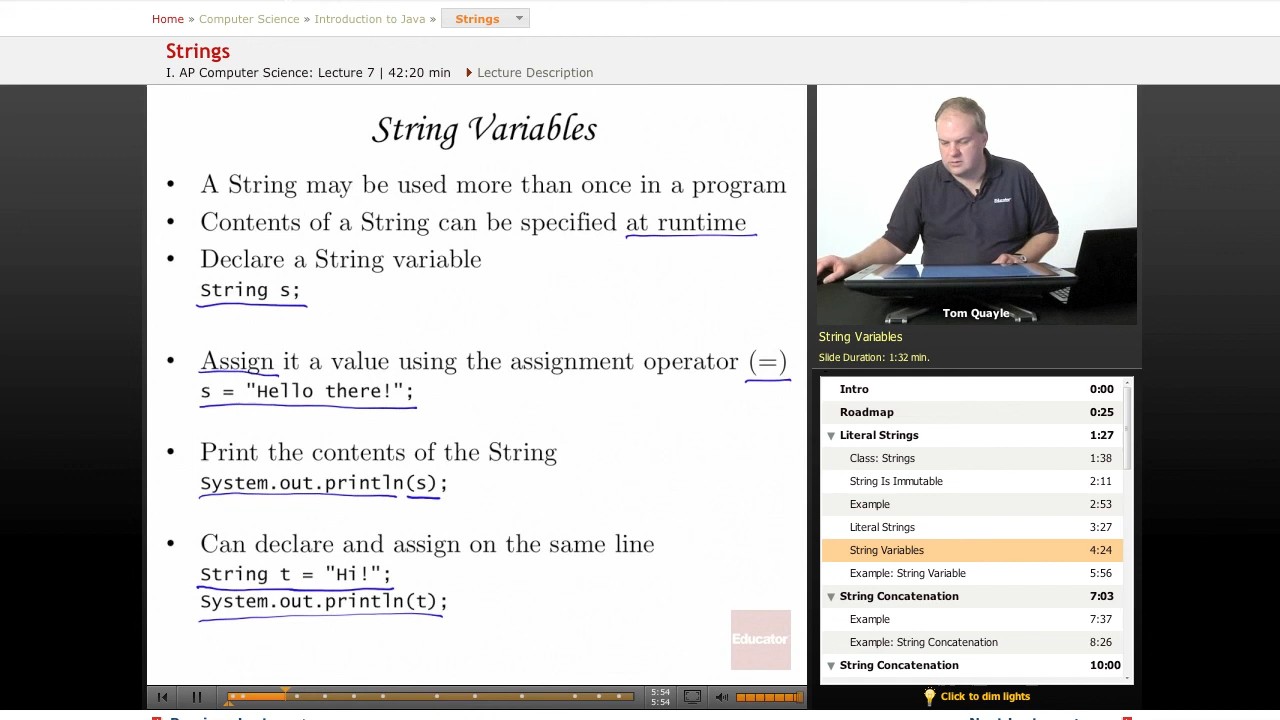 Home » Computer Science » Introduction to Java » Strings
Strings
I. AP Computer Science: Lecture 7 | 42:20 min Lecture Description
String Variables
• A String may be used more than once in a program
• Contents of a String can be specified at runtime
• Declare a String variable
String s;
• Assign it a value using the assignment operator (=)
s = "Hello there!";
• Print the contents of the String
System.out.println(s);
• Can declare and assign on the same line
String t = "Hi!";
System.out.println(t);
Educator
5:54
5:54
Educator
Tom Quayle
String Variables
Slide Duration: 1:32 min.
Intro 0:00
Roadmap 0:25
Literal Strings 1:27
Class: Strings 1:38
String Is Immutable 2:11
Example 2:53
Literal Strings 3:27
String Variables 4:24
Example: String Variable 5:56
String Concatenation 7:03
Example 7:37
Example: String Concatenation 8:26
String Concatenation 10:00
Click to dim lights